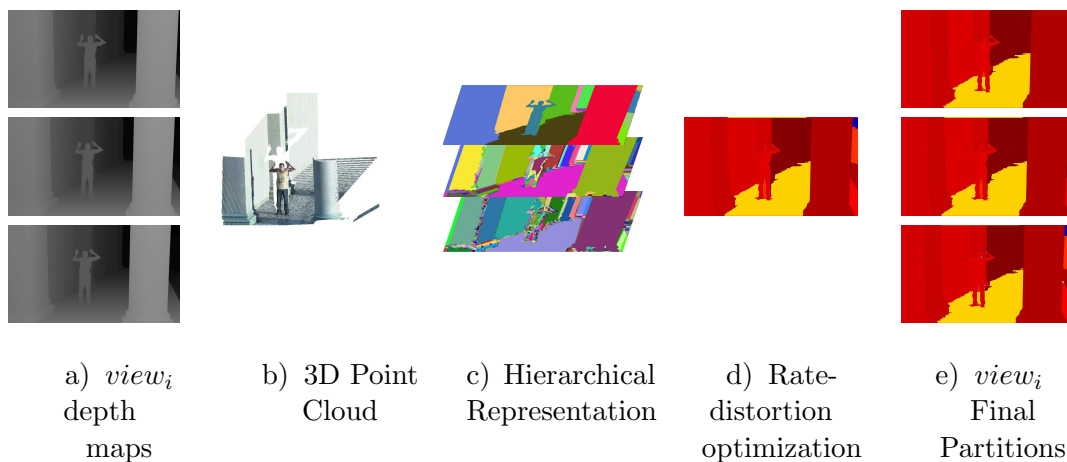 a) view_i
depth
maps
b) 3D Point
Cloud
c) Hierarchical
Representation
d) Rate-
distortion
optimization
e) view_i
Final
Partitions